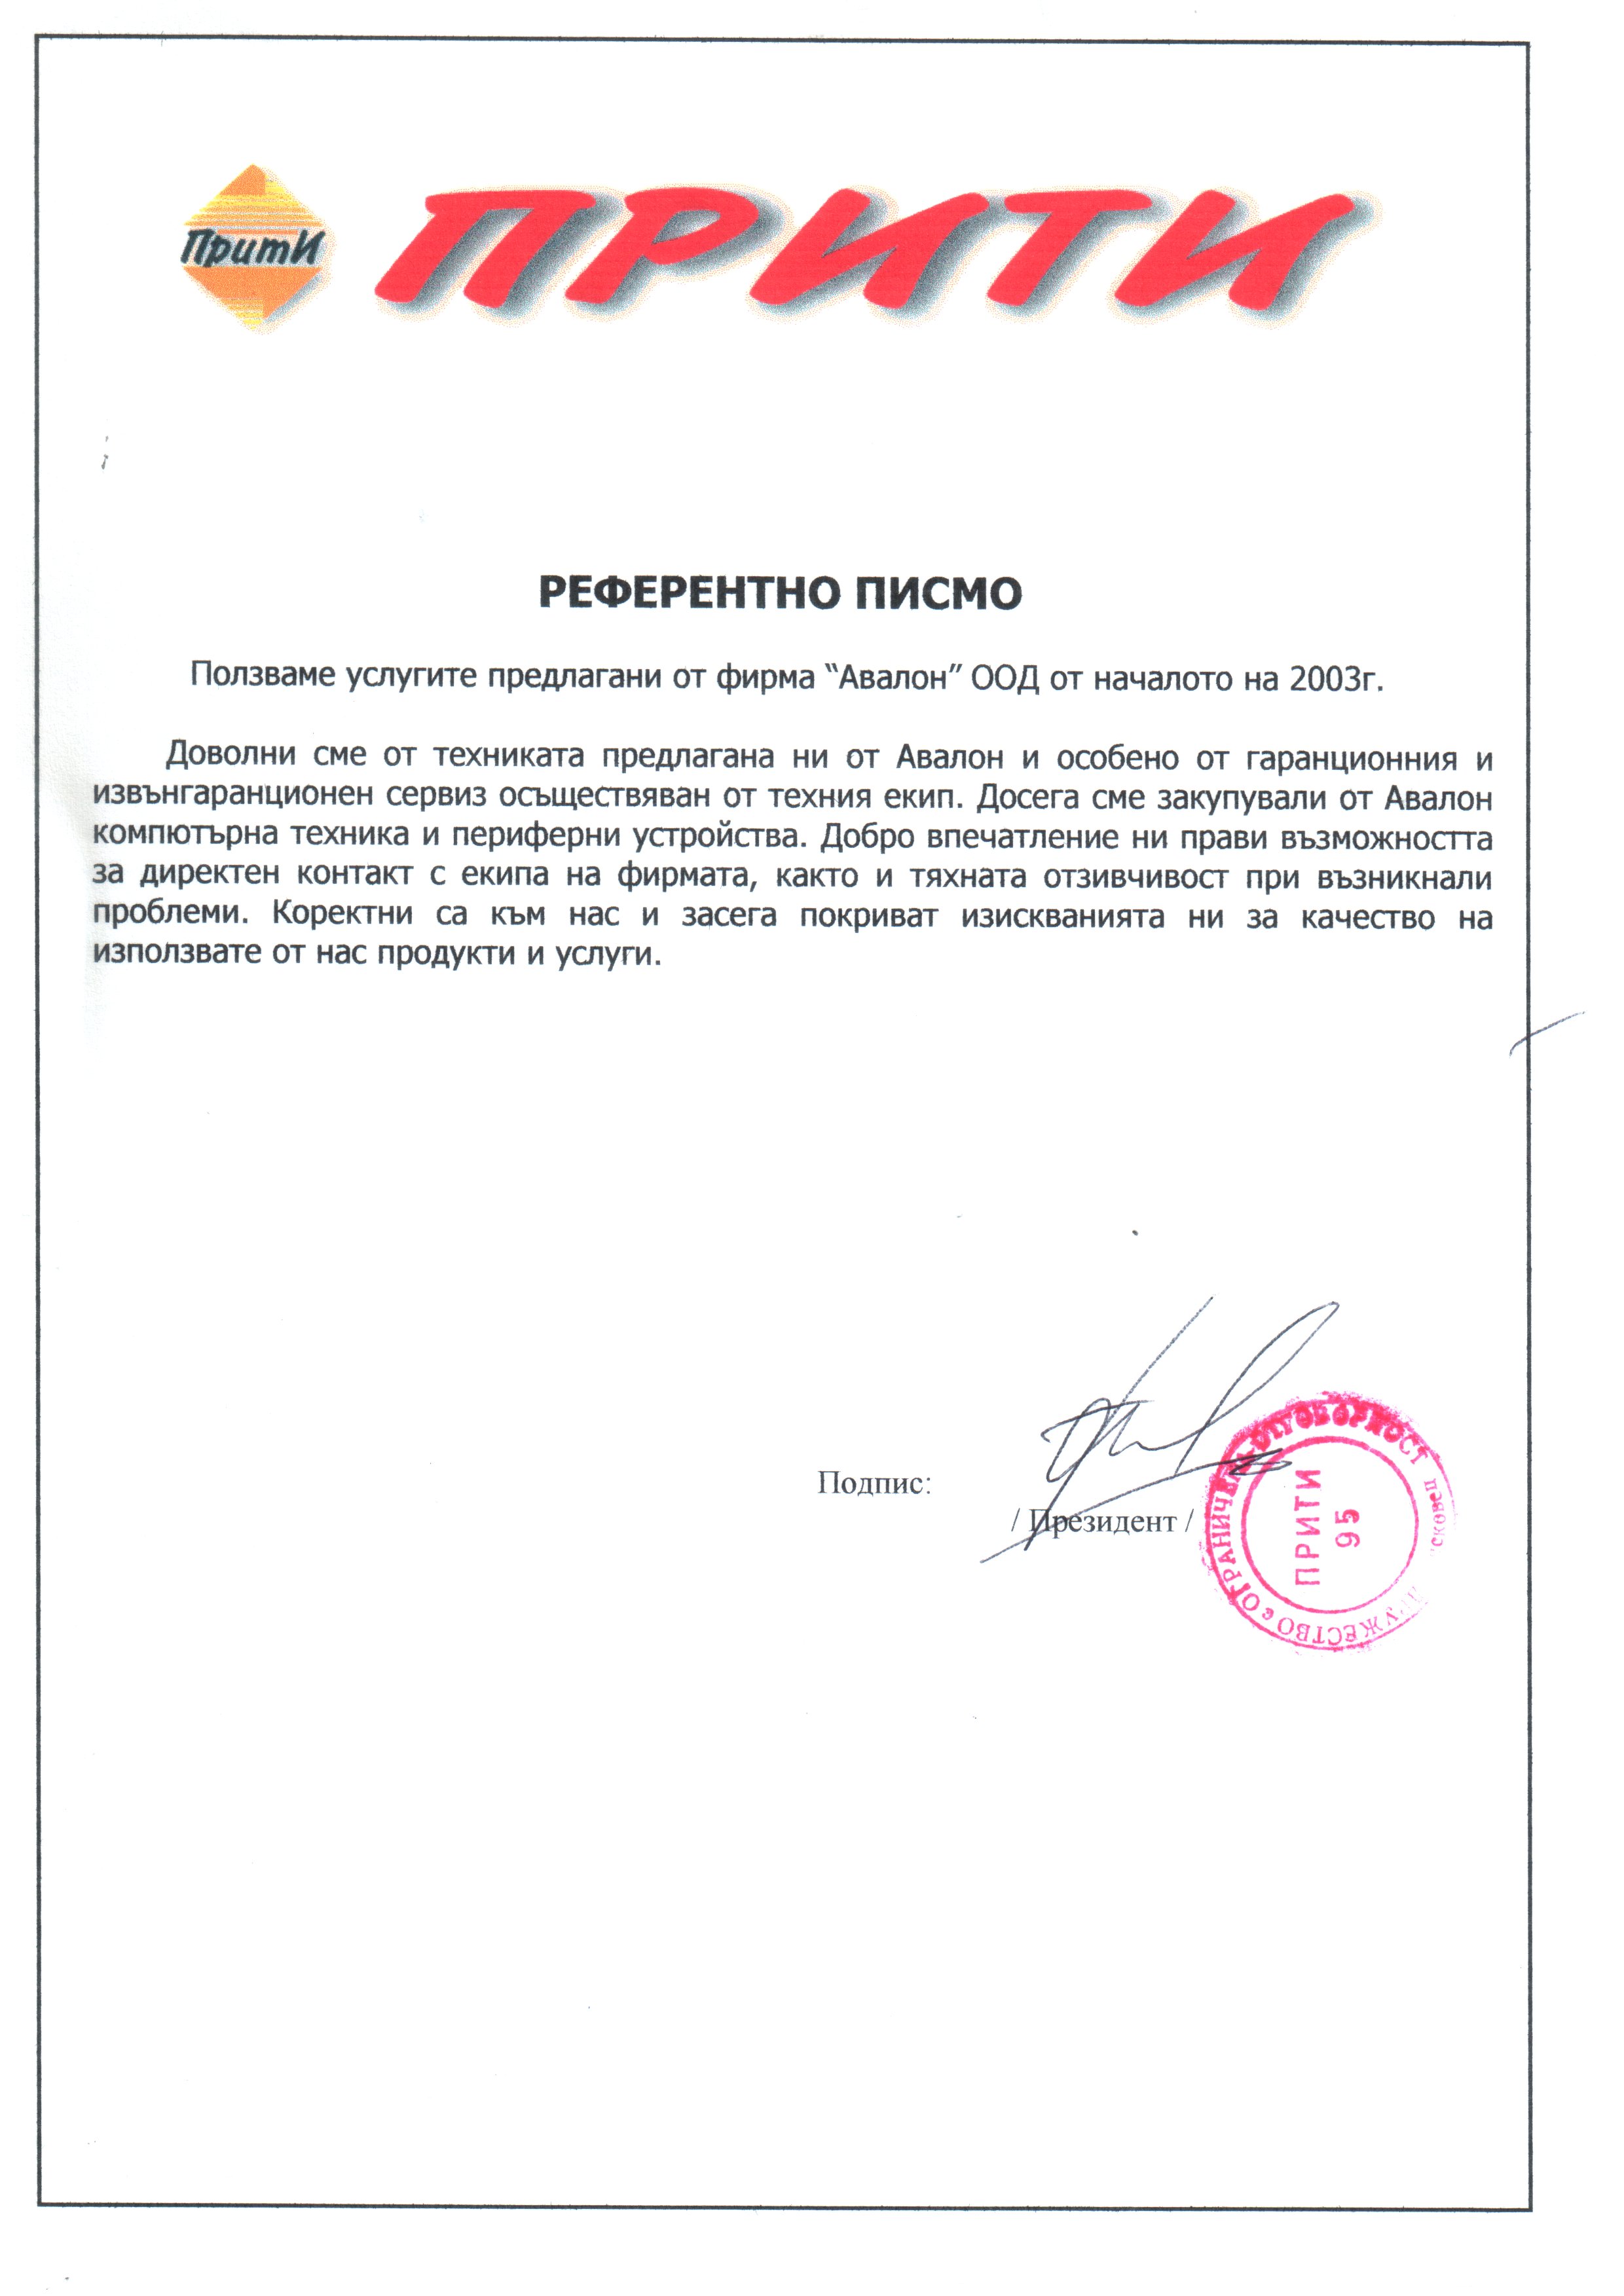 ПритИ
ПРИТИ
РЕФЕРЕНТНО ПИСМО
Ползваме услугите предлагани от фирма “Авалон” ООД от началото на 2003г.
Доволни сме от техниката предлагана ни от Авалон и особено от гаранционния и
извънгаранционен сервиз осъществяван от техния екип. Досега сме закупували от Авалон
компютърна техника и периферни устройства. Добро впечатление ни прави възможността
за директен контакт с екипа на фирмата, както и тяхната отзивчивост при възникнали
проблеми. Коректни са към нас и засега покриват изискванията ни за качество на
използвате от нас продукти и услуги.
Подпис:
/ Президент /
ОГРАНИЧЕНА ОТГОВОРНОСТ
ПРИТИ
95